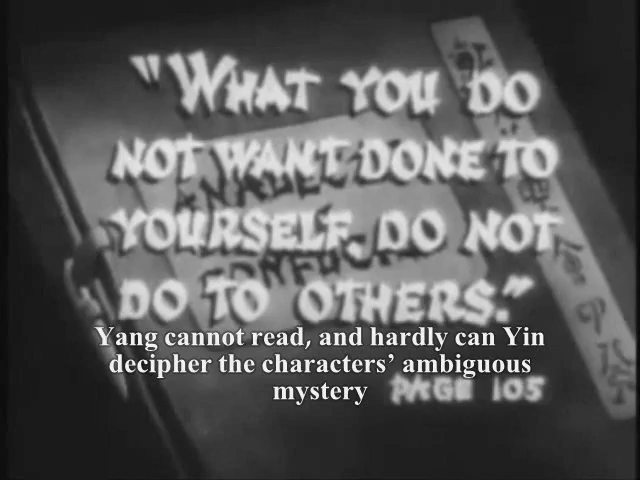 "WHAT YOU DO
NOT WANT DONE TO
YOURSELF, DO NOT
DO TO OTHERS."
Yang cannot read, and hardly can Yin
decipher the characters’ ambiguous
mystery
PAGE 105